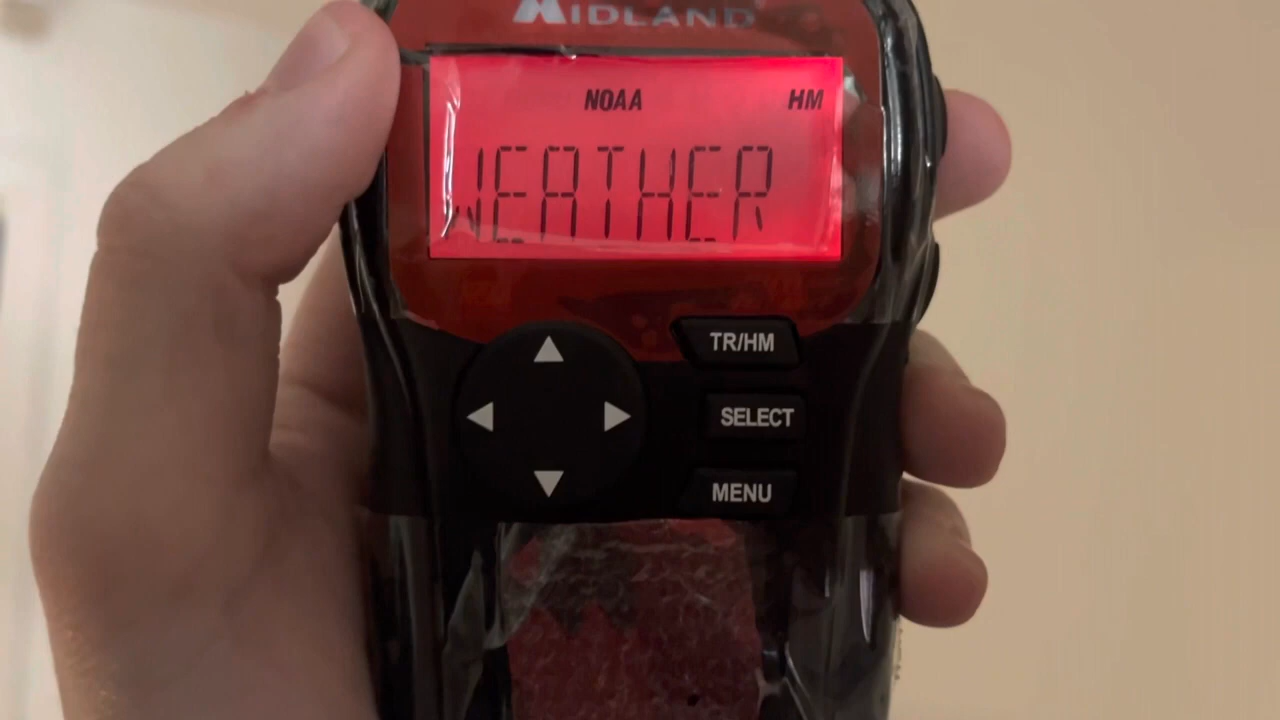 MIDLAND
NOAA HM
WEATHER
TR/HM
SELECT
MENU